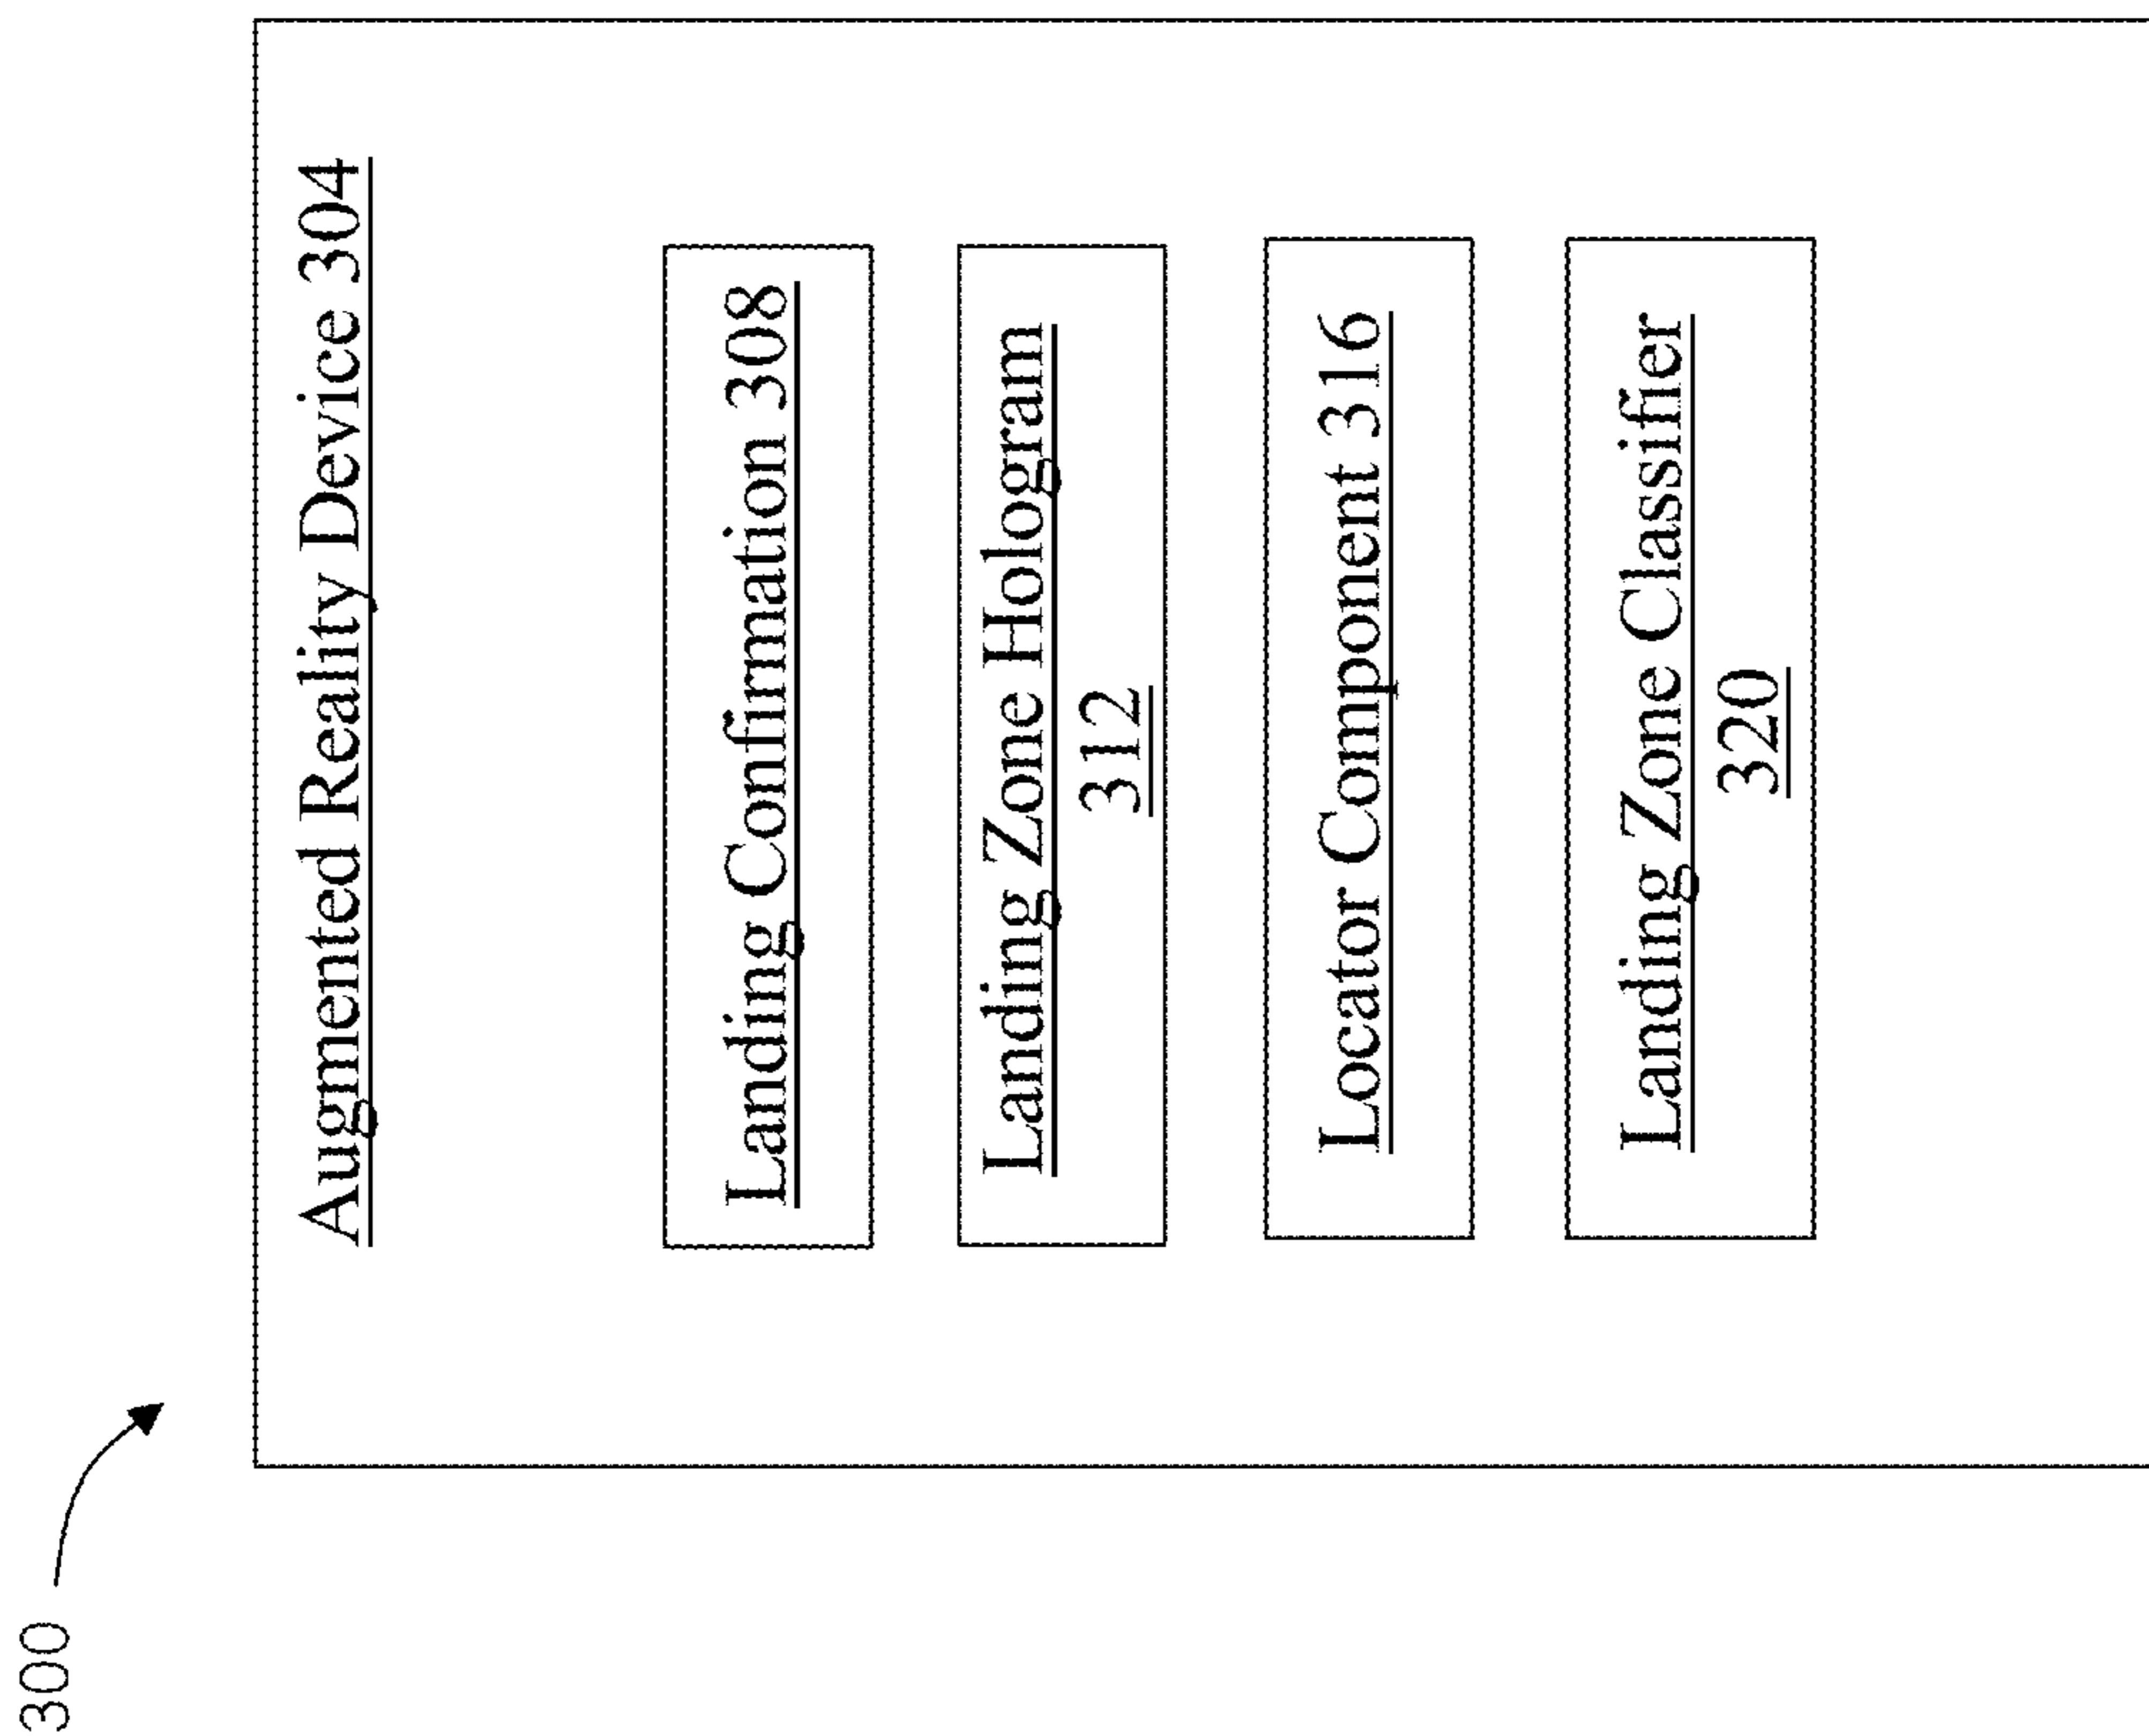 300
Augmented Reality Device 304
Landing Confirmation 308
Landing Zone Hologram
312
Locator Component 316
Landing Zone Classifier
320